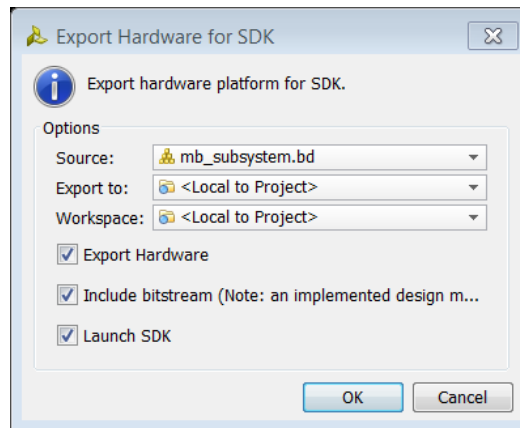 Export Hardware for SDK
Export hardware platform for SDK.
Options
Source: mb_subsystem.bd
Export to: <Local to Project>
Workspace: <Local to Project>
Export Hardware
Include bitstream (Note: an implemented design m...
Launch SDK
OK Cancel